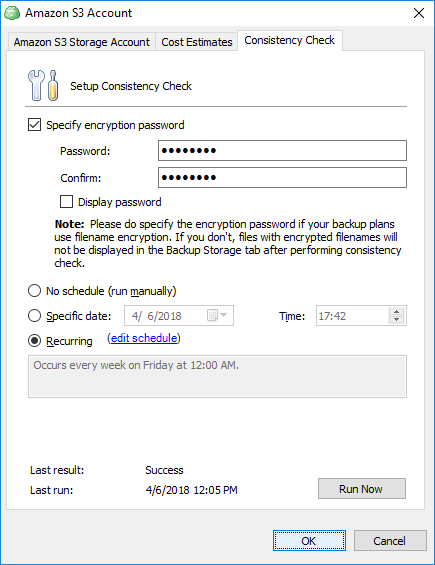 Amazon S3 Account
Amazon S3 Storage Account Cost Estimates Consistency Check
Setup Consistency Check
Specify encryption password
Password: ••••••••
Confirm: ••••••••
Display password
Note: Please do specify the encryption password if your backup plans
use filename encryption. If you don't, files with encrypted filenames will
not be displayed in the Backup Storage tab after performing consistency
check.
No schedule (run manually)
Specific date: 4/ 6/2018 Time: 17:42
Recurring (edit schedule)
Occurs every week on Friday at 12:00 AM.
Last result: Success
Last run: 4/6/2018 12:05 PM Run Now
OK Cancel